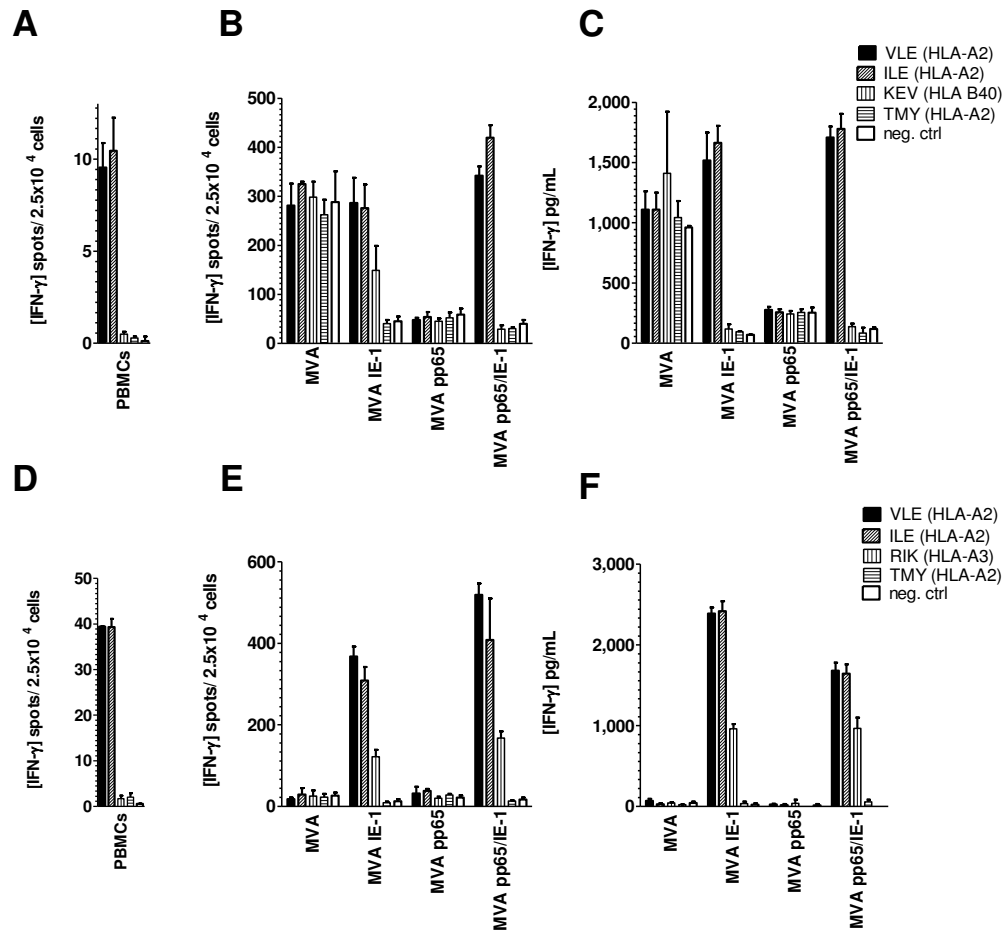 A
B
C
VLE (HLA-A2)
ILE (HLA-A2)
KEV (HLA B40)
TMY (HLA-A2)
neg. ctrl
[IFN-γ] spots/ 2.5x10 4 cells
10
5
0
PBMCs
[IFN-γ] spots/ 2.5x10 4 cells
500
400
300
200
100
0
MVA
MVA IE-1
MVA pp65
MVA pp65/IE-1
[IFN-γ] pg/mL
2,000
1,500
1,000
500
0
MVA
MVA IE-1
MVA pp65
MVA pp65/IE-1
D
E
F
VLE (HLA-A2)
ILE (HLA-A2)
RIK (HLA-A3)
TMY (HLA-A2)
neg. ctrl
[IFN-γ] spots/ 2.5x10 4 cells
50
40
30
20
10
0
PBMCs
[IFN-γ] spots/ 2.5x10 4 cells
600
400
200
0
MVA
MVA IE-1
MVA pp65
MVA pp65/IE-1
[IFN-γ] pg/mL
3,000
2,000
1,000
0
MVA
MVA IE-1
MVA pp65
MVA pp65/IE-1